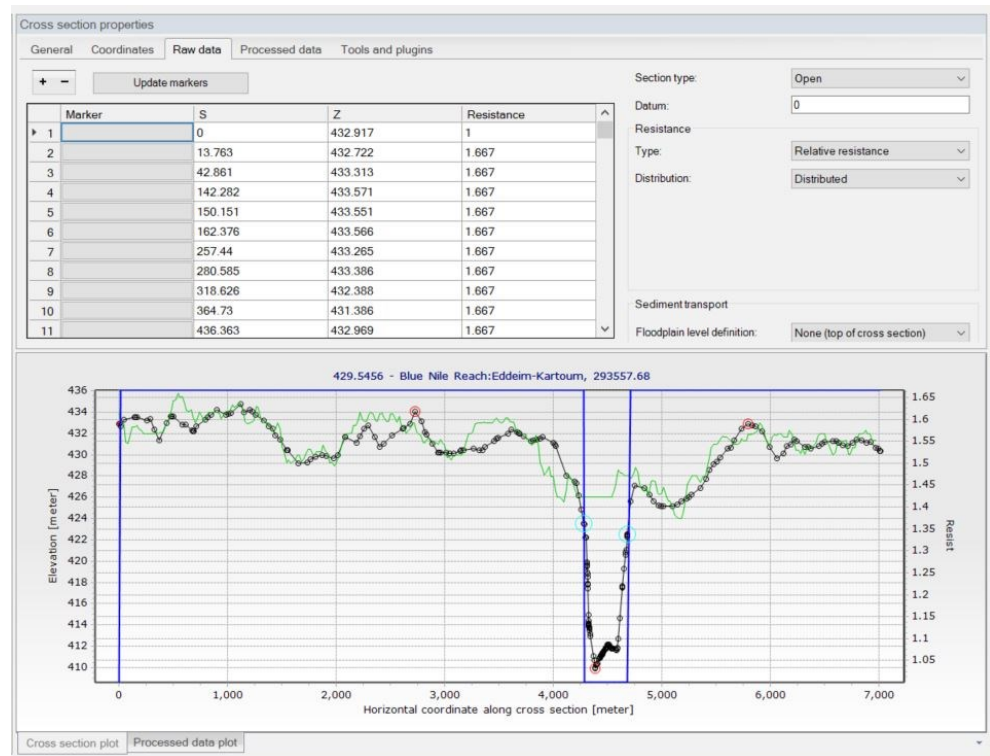 Cross section properties
General Coordinates Raw data Processed data Tools and plugins
+ - Update markers
Section type: Open
Datum: 0
Resistance
Type: Relative resistance
Distribution: Distributed
Sediment transport
Floodplain level definition: None (top of cross section)
Marker S Z Resistance
1 0 432.917 1
2 13.763 432.722 1.667
3 42.861 433.313 1.667
4 142.282 433.571 1.667
5 150.151 433.551 1.667
6 162.376 433.566 1.667
7 257.44 433.265 1.667
8 280.585 433.386 1.667
9 318.626 432.388 1.667
10 364.73 431.386 1.667
11 436.363 432.969 1.667
429.5456 - Blue Nile Reach:Eddeim-Kartoum, 293557.68
Elevation [meter]
436
434
432
430
428
426
424
422
420
418
416
414
412
410
1.65
1.6
1.55
1.5
1.45
1.4
1.35
1.3
1.25
1.2
1.15
1.1
1.05
Resist
0 1,000 2,000 3,000 4,000 5,000 6,000 7,000
Horizontal coordinate along cross section [meter]
Cross section plot Processed data plot